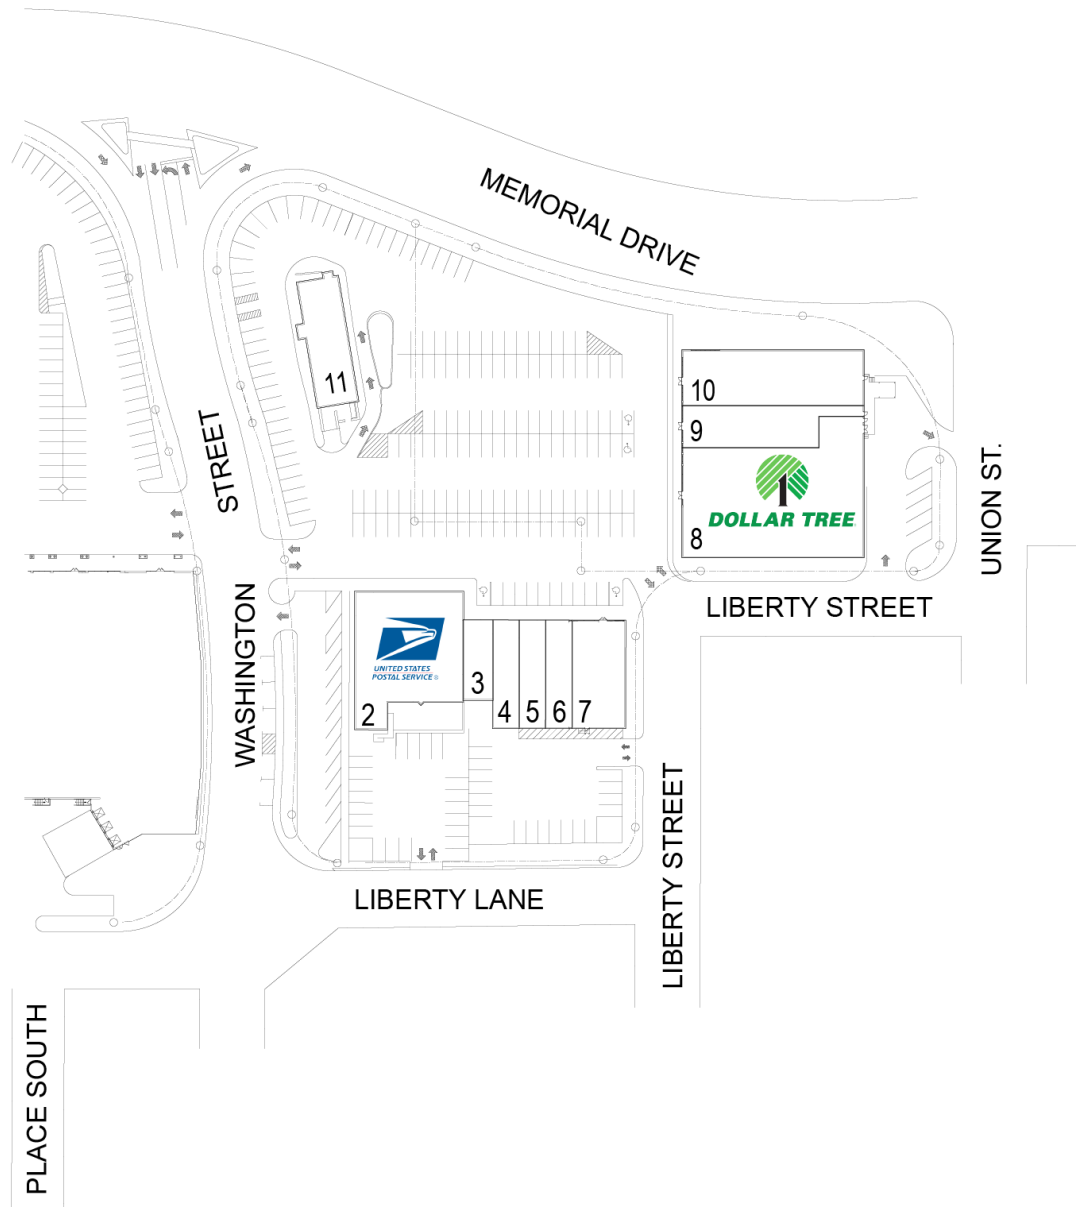 MEMORIAL DRIVE
11
10
9
DOLLAR TREE
8
STREET
WASHINGTON
UNION ST.
LIBERTY STREET
UNITED STATES
POSTAL SERVICE®
2
3
4
5
6
7
LIBERTY STREET
LIBERTY LANE
PLACE SOUTH